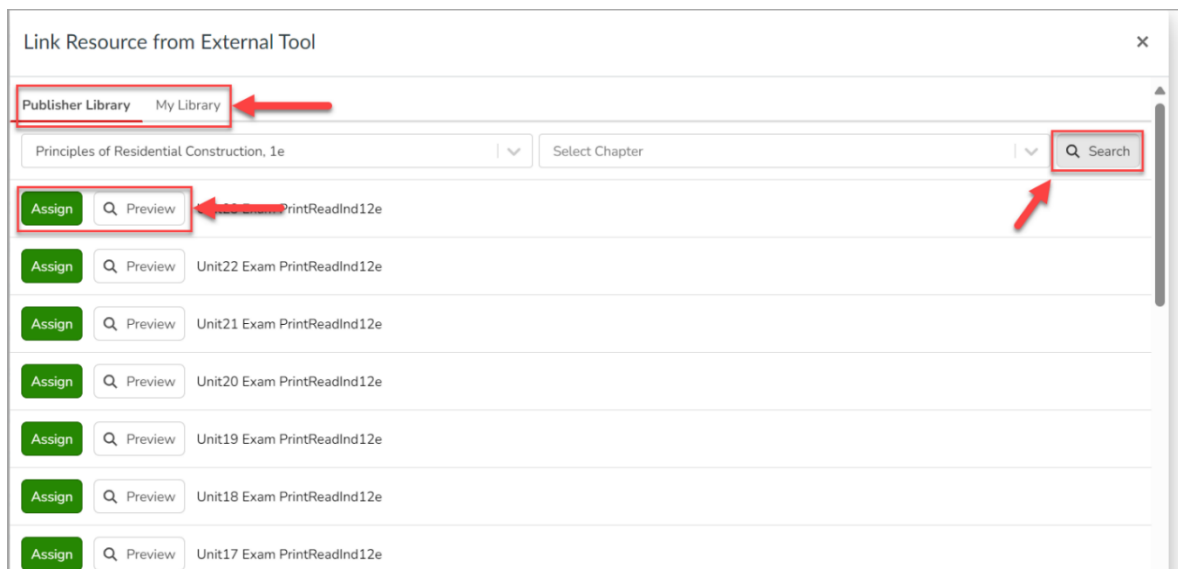 Link Resource from External Tool
Publisher Library My Library
Principles of Residential Construction, 1e Select Chapter Search
Assign Preview Exam PrintReadInd12e
Assign Preview Unit22 Exam PrintReadInd12e
Assign Preview Unit21 Exam PrintReadInd12e
Assign Preview Unit20 Exam PrintReadInd12e
Assign Preview Unit19 Exam PrintReadInd12e
Assign Preview Unit18 Exam PrintReadInd12e
Assign Preview Unit17 Exam PrintReadInd12e